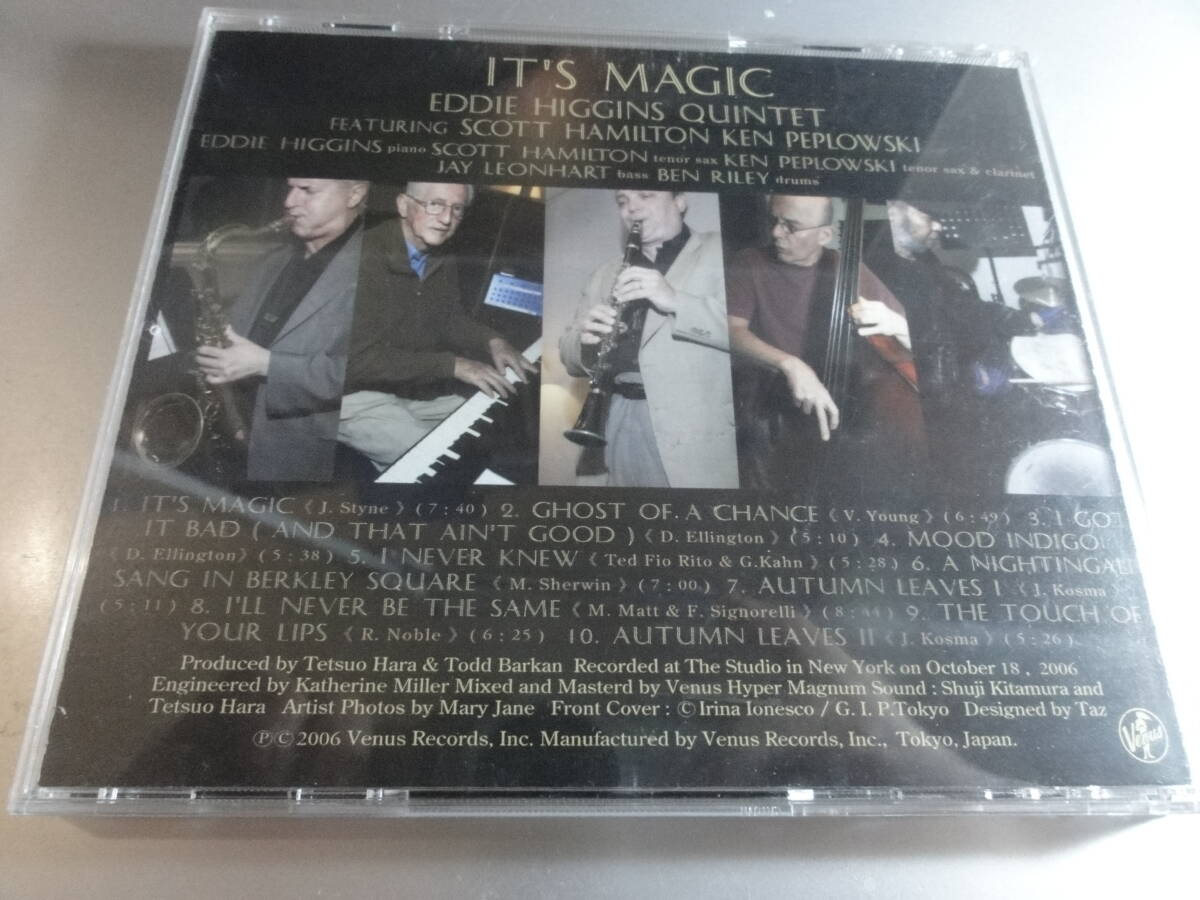 IT'S MAGIC
EDDIE HIGGINS QUINTET
FEATURING SCOTT HAMILTON KEN PEPLOWSKI
EDDIE HIGGINS piano SCOTT HAMILTON tenor sax KEN PEPLOWSKI tenor sax & clarinet
JAY LEONHART bass BEN RILEY drums
1. IT'S MAGIC《J. Styne》(7:40) 2. GHOST OF. A CHANCE《V. Young》(6:49) 3. I GOT
IT BAD ( AND THAT AIN'T GOOD )《D. Ellington》(5:10) 4. MOOD INDIGO
《D. Ellington》(5:38) 5. I NEVER KNEW《Ted Fio Rito & G.Kahn》(5:28) 6. A NIGHTINGALE
SANG IN BERKLEY SQUARE《M. Sherwin》(7:00) 7. AUTUMN LEAVES I《J. Kosma》
(5:11) 8. I'LL NEVER BE THE SAME《M. Matt & F. Signorelli》(8:44) 9. THE TOUCH OF
YOUR LIPS《R. Noble》(6:25) 10. AUTUMN LEAVES II《J. Kosma》(5:26).
Produced by Tetsuo Hara & Todd Barkan Recorded at The Studio in New York on October 18, 2006
Engineered by Katherine Miller Mixed and Masterd by Venus Hyper Magnum Sound : Shuji Kitamura and
Tetsuo Hara Artist Photos by Mary Jane Front Cover : ©Irina Ionesco / G. I. P.Tokyo Designed by Taz
℗© 2006 Venus Records, Inc. Manufactured by Venus Records, Inc., Tokyo, Japan.
Venus